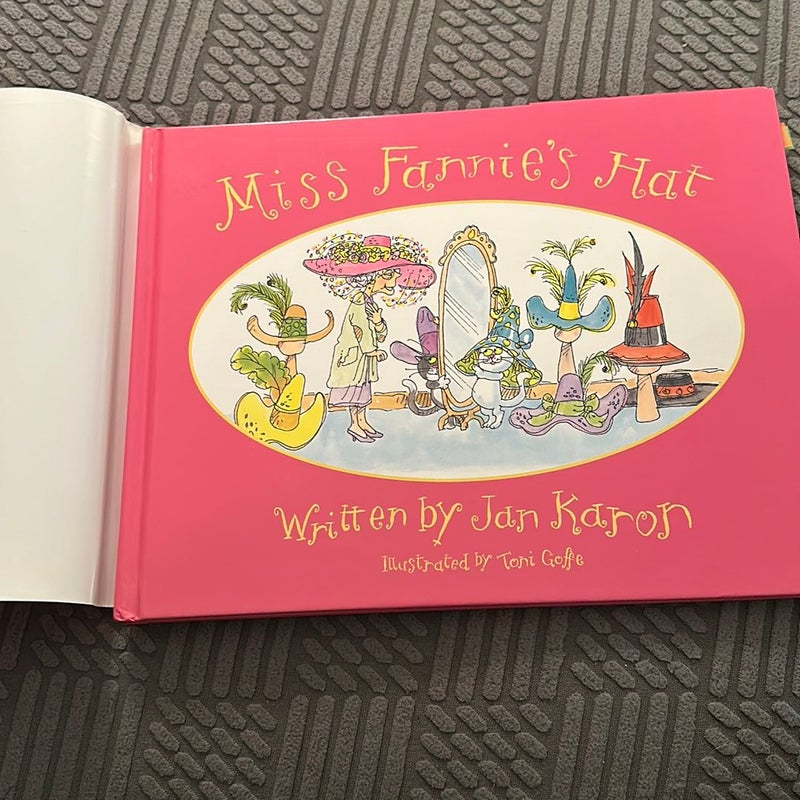 Miss Fannie's Hat
Written by Jan Karon
Illustrated by Toni Goffe